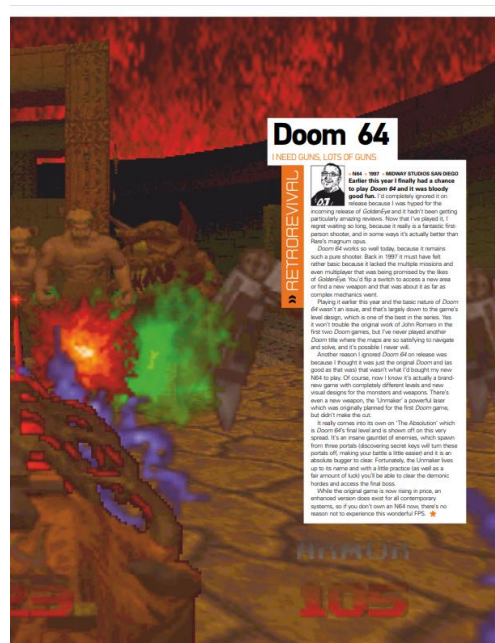 Doom 64
I NEED GUNS, LOTS OF GUNS
RETROREVIVAL
» N64 » 1997 » MIDWAY STUDIOS SAN DIEGO
Earlier this year I finally had a chance
to play Doom 64 and it was bloody
good fun. I'd completely ignored it on
release because I was hyped for the
incoming release of GoldenEye and it hadn't been getting
particularly amazing reviews. Now that I've played it, I
regret waiting so long, because it really is a fantastic first-
person shooter, and in some ways it's actually better than
Rare's magnum opus.
Doom 64 works so well today, because it remains
such a pure shooter. Back in 1997 it must have felt
rather basic because it lacked the multiple missions and
even multiplayer that was being promised by the likes
of GoldenEye. You'd flip a switch to access a new area
or find a new weapon and that was about it as far as
complex mechanics went.
Playing it earlier this year and the basic nature of Doom
64 wasn't an issue, and that's largely down to the game's
level design, which is one of the best in the series. Yes
it won't trouble the original work of John Romero in the
first two Doom games, but I've never played another
Doom title where the maps are so satisfying to navigate
and solve, and it's possible I never will.
Another reason I ignored Doom 64 on release was
because I thought it was just the original Doom and (as
good as that was) that wasn't what I'd bought my new
N64 to play. Of course, now I know it's actually a brand-
new game with completely different levels and new
visual designs for the monsters and weapons. There's
even a new weapon, the 'Unmaker' a powerful laser
which was originally planned for the first Doom game,
but didn't make the cut.
It really comes into its own on 'The Absolution' which
is Doom 64's final level and is shown off on this very
spread. It's an insane gauntlet of enemies, which spawn
from three portals (discovering secret keys will turn these
portals off, making your battle a little easier) and it is an
absolute bugger to clear. Fortunately, the Unmaker lives
up to its name and with a little practice (as well as a
fair amount of luck) you'll be able to clear the demonic
hordes and access the final boss.
While the original game is now rising in price, an
enhanced version does exist for all contemporary
systems, so if you don't own an N64 now, there's no
reason not to experience this wonderful FPS.
ARMOR
105